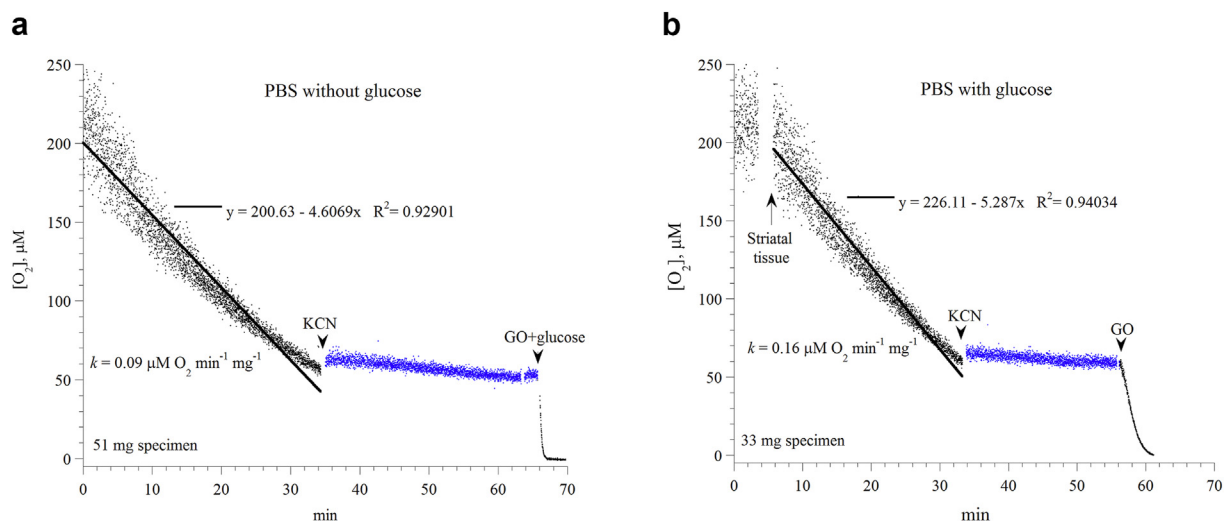 a
PBS without glucose
y = 200.63 - 4.6069x R²= 0.92901
[O₂], µM
KCN
GO+glucose
k = 0.09 µM O₂ min⁻¹ mg⁻¹
51 mg specimen
250
200
150
100
50
0
0 10 20 30 40 50 60 70
min
b
PBS with glucose
y = 226.11 - 5.287x R²= 0.94034
Striatal
tissue
[O₂], µM
KCN
GO
k = 0.16 µM O₂ min⁻¹ mg⁻¹
33 mg specimen
250
200
150
100
50
0
0 10 20 30 40 50 60 70
min